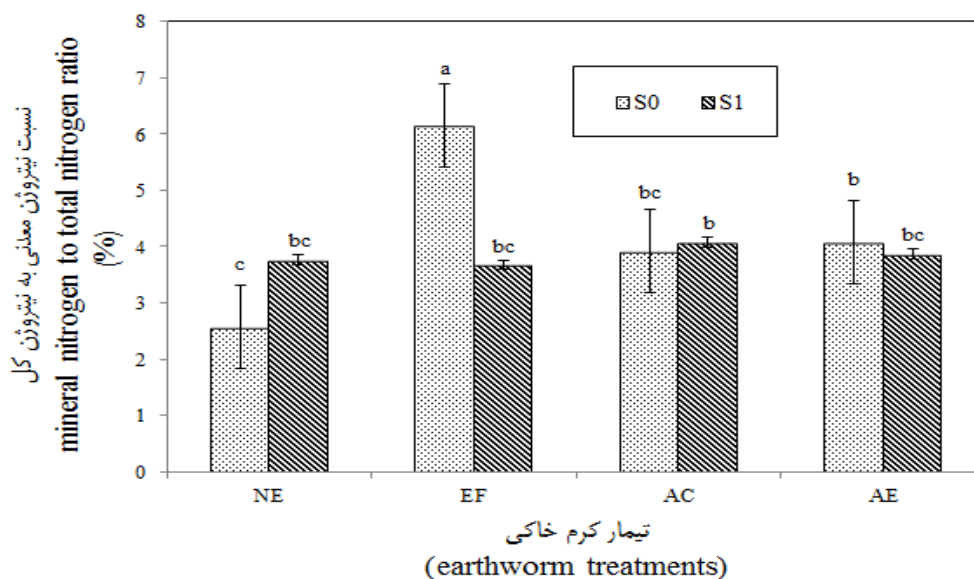 نسبت نیتروژن معدنی به نیتروژن کل
mineral nitrogen to total nitrogen ratio
(%)
8
7
6
5
4
3
2
1
0
S0 S1
c
bc
a
bc
bc
b
b
bc
NE EF AC AE
تیمار کرم خاکی
(earthworm treatments)